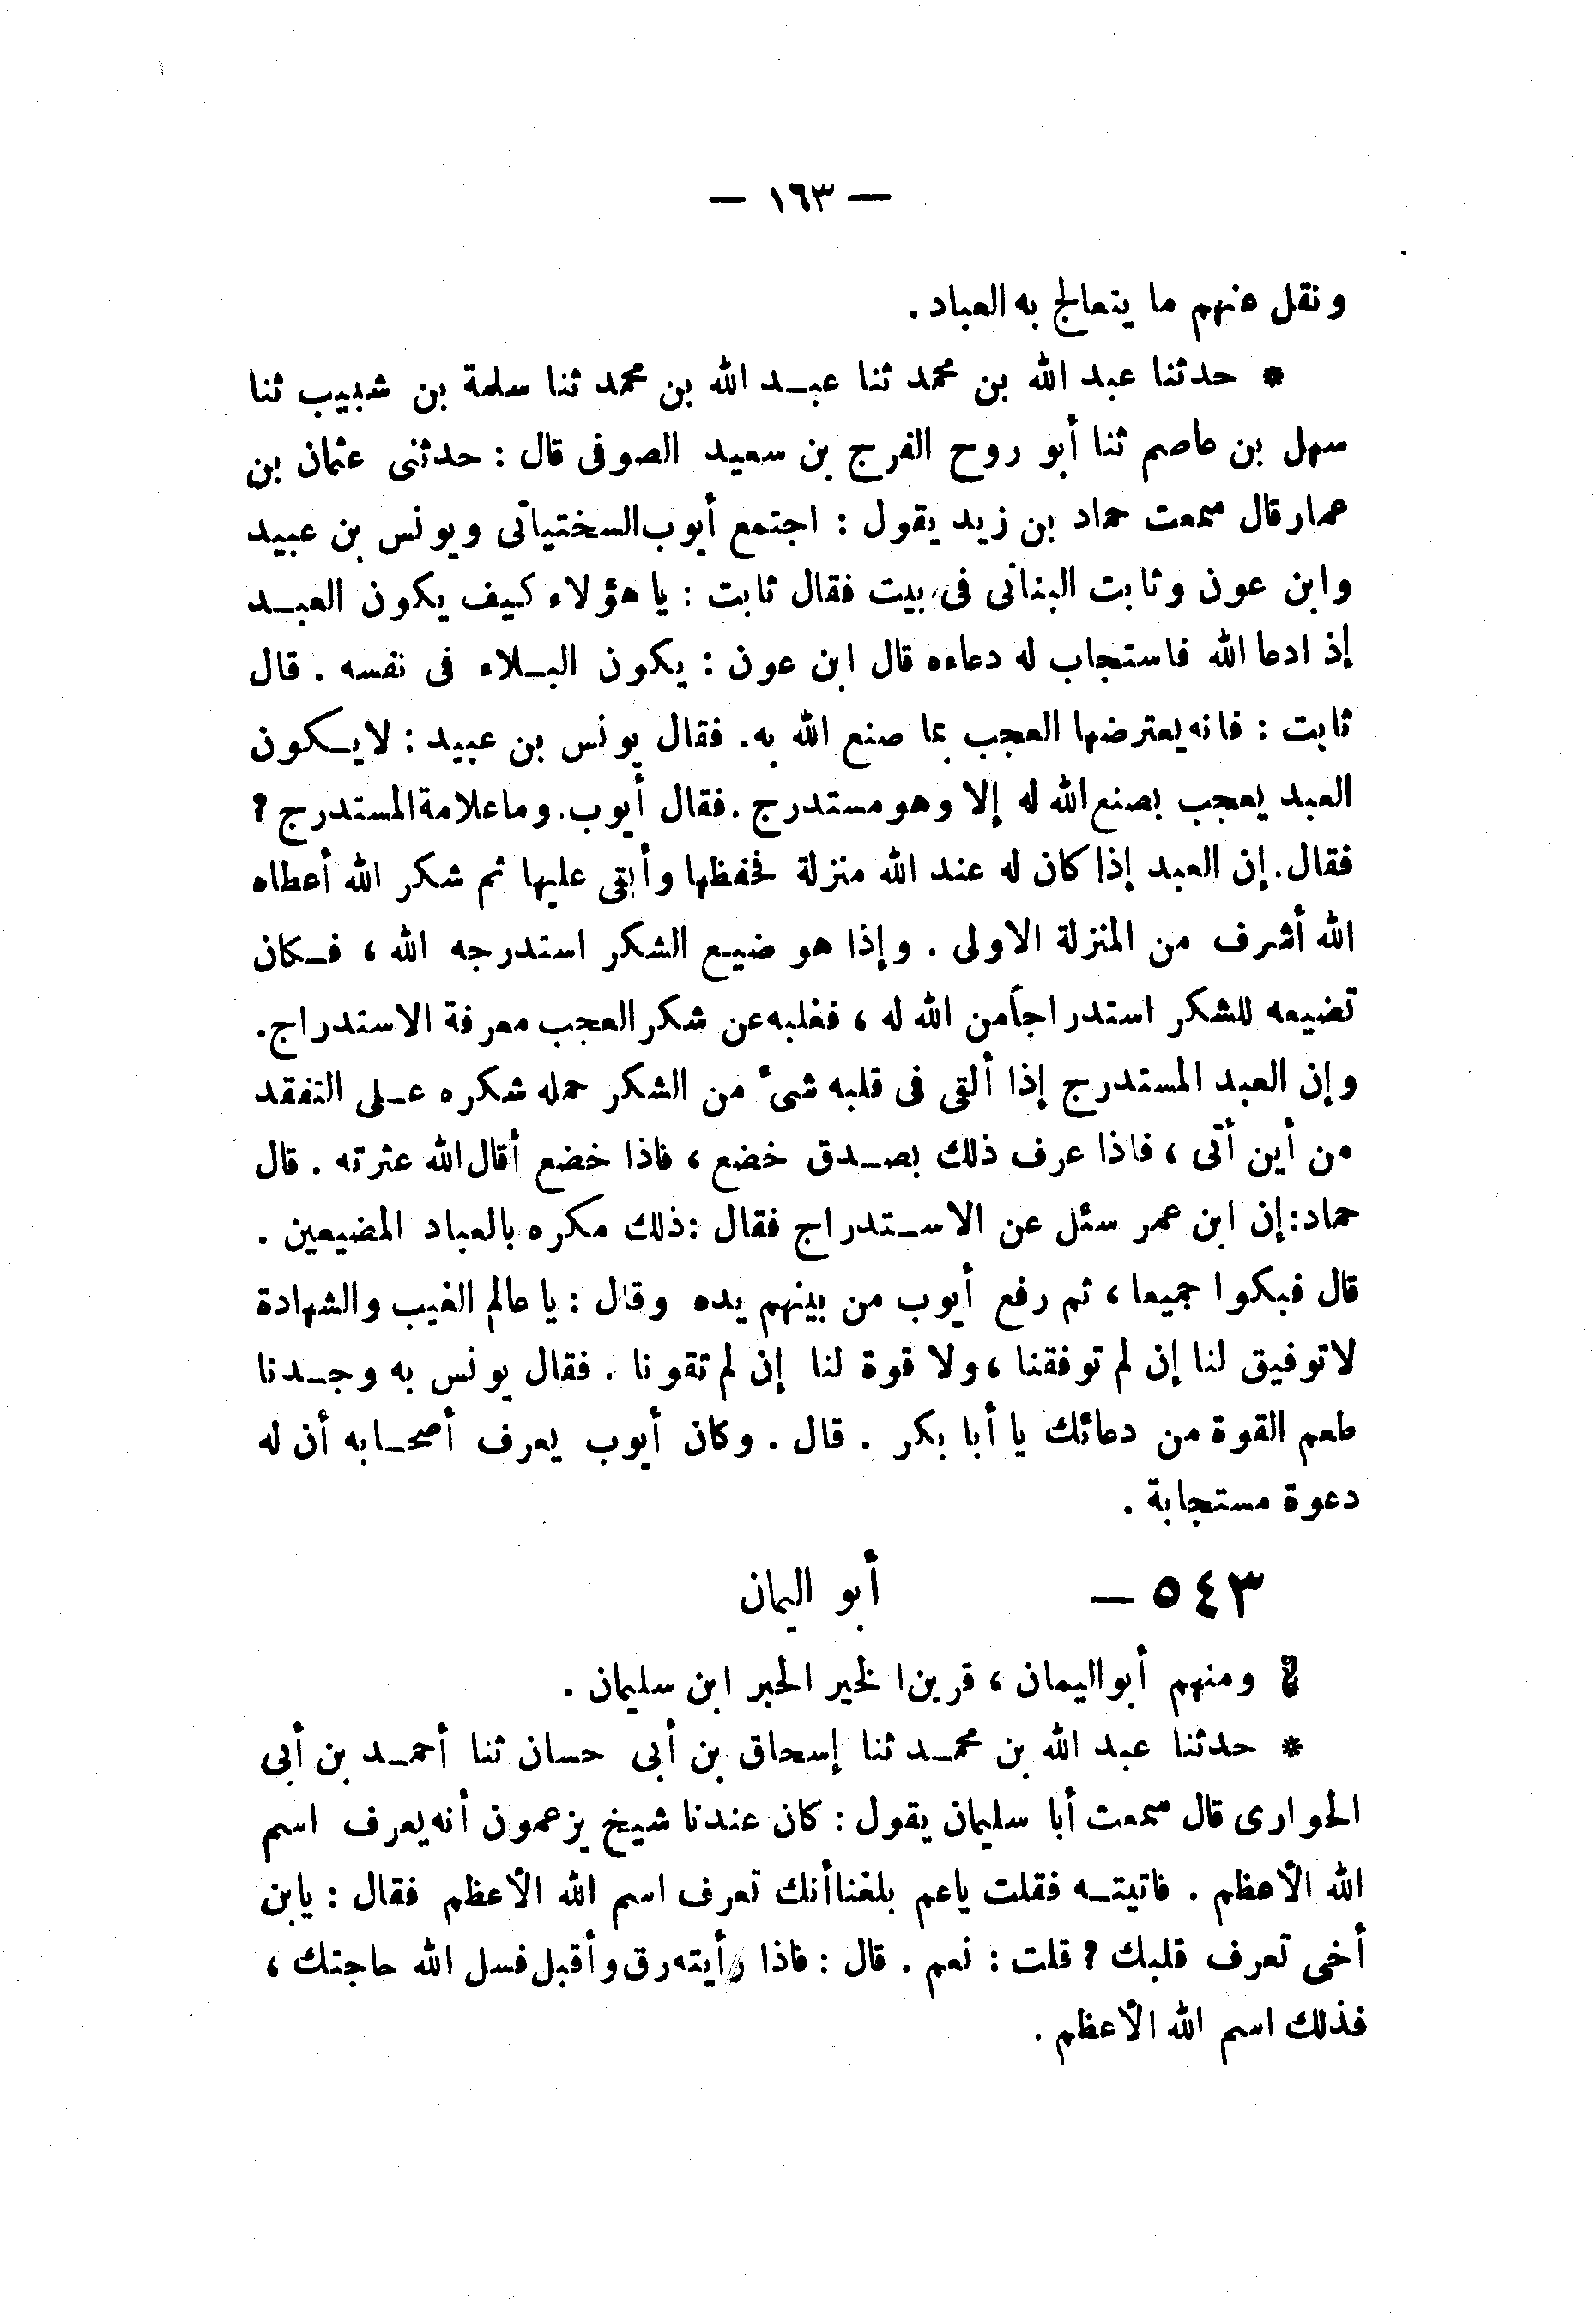 — ١٦٣ —
ونقل عنهم ما يتعالج به العباد .
* حدثنا عبد الله بن محمد ثنا عبد الله بن محمد ثنا سلمة بن شبيب ثنا
سهل بن عاصم ثنا أبو روح الفرج بن سعيد الصوفى قال : حدثنى عثمان بن
عمار قال سمعت حماد بن زيد يقول : اجتمع أيوب السختياتى ويونس بن عبيد
وابن عون وثابت البنانى فى بيت فقال ثابت : يا هؤلاء كيف يكون العبد
إذ ادعا الله فاستجاب له دعاءه قال ابن عون : يكون البلاء فى نفسه . قال
ثابت : فانه يعترضها العجب بما صنع الله به . فقال يونس بن عبيد : لا يكون
العبد يعجب بصنع الله له إلا وهو مستدرج . فقال أيوب . وما علامة المستدرج ؟
فقال . إن العبد إذا كان له عند الله منزلة فحفظها وأبقى عليها ثم شكر الله أعطاه
الله أشرف من المنزلة الاولى . وإذا هو ضيع الشكر استدرجه الله ، فكان
تضيعه للشكر استدراجاً من الله له ، فغلبه عن شكر العجب معرفة الاستدراج .
وإن العبد المستدرج إذا ألقى فى قلبه شىء من الشكر حمله شكره على التفقد
من أين أتى ، فاذا عرف ذلك بصدق خضع ، فاذا خضع أقال الله عثرته . قال
حماد : إن ابن عمر سئل عن الاستدراج فقال : ذلك مكره بالعباد المضيعين .
قال فبكوا جميعا ، ثم رفع أيوب من بينهم يده وقال : يا عالم الغيب والشهادة
لا توفيق لنا إن لم توفقنا ، ولا قوة لنا إن لم تقونا . فقال يونس به وجدنا
طعم القوة من دعائك يا أبا بكر . قال . وكان أيوب يعرف أصحابه أن له
دعوة مستجابة .
٥٤٣ — أبو اليمان
ومنهم أبو اليمان ، قرين الخير الحبر ابن سليمان .
* حدثنا عبد الله بن محمد ثنا إسحاق بن أبى حسان ثنا أحمد بن أبى
الحوارى قال سمعت أبا سليمان يقول : كان عندنا شيخ يزعمون أنه يعرف اسم
الله الأعظم . فاتيته فقلت ياعم بلغنا أنك تعرف اسم الله الأعظم فقال : يابن
أخى تعرف قلبك ؟ قلت : نعم . قال : فاذا رأيته رق وأقبل فسل الله حاجتك ،
فذلك اسم الله الأعظم .